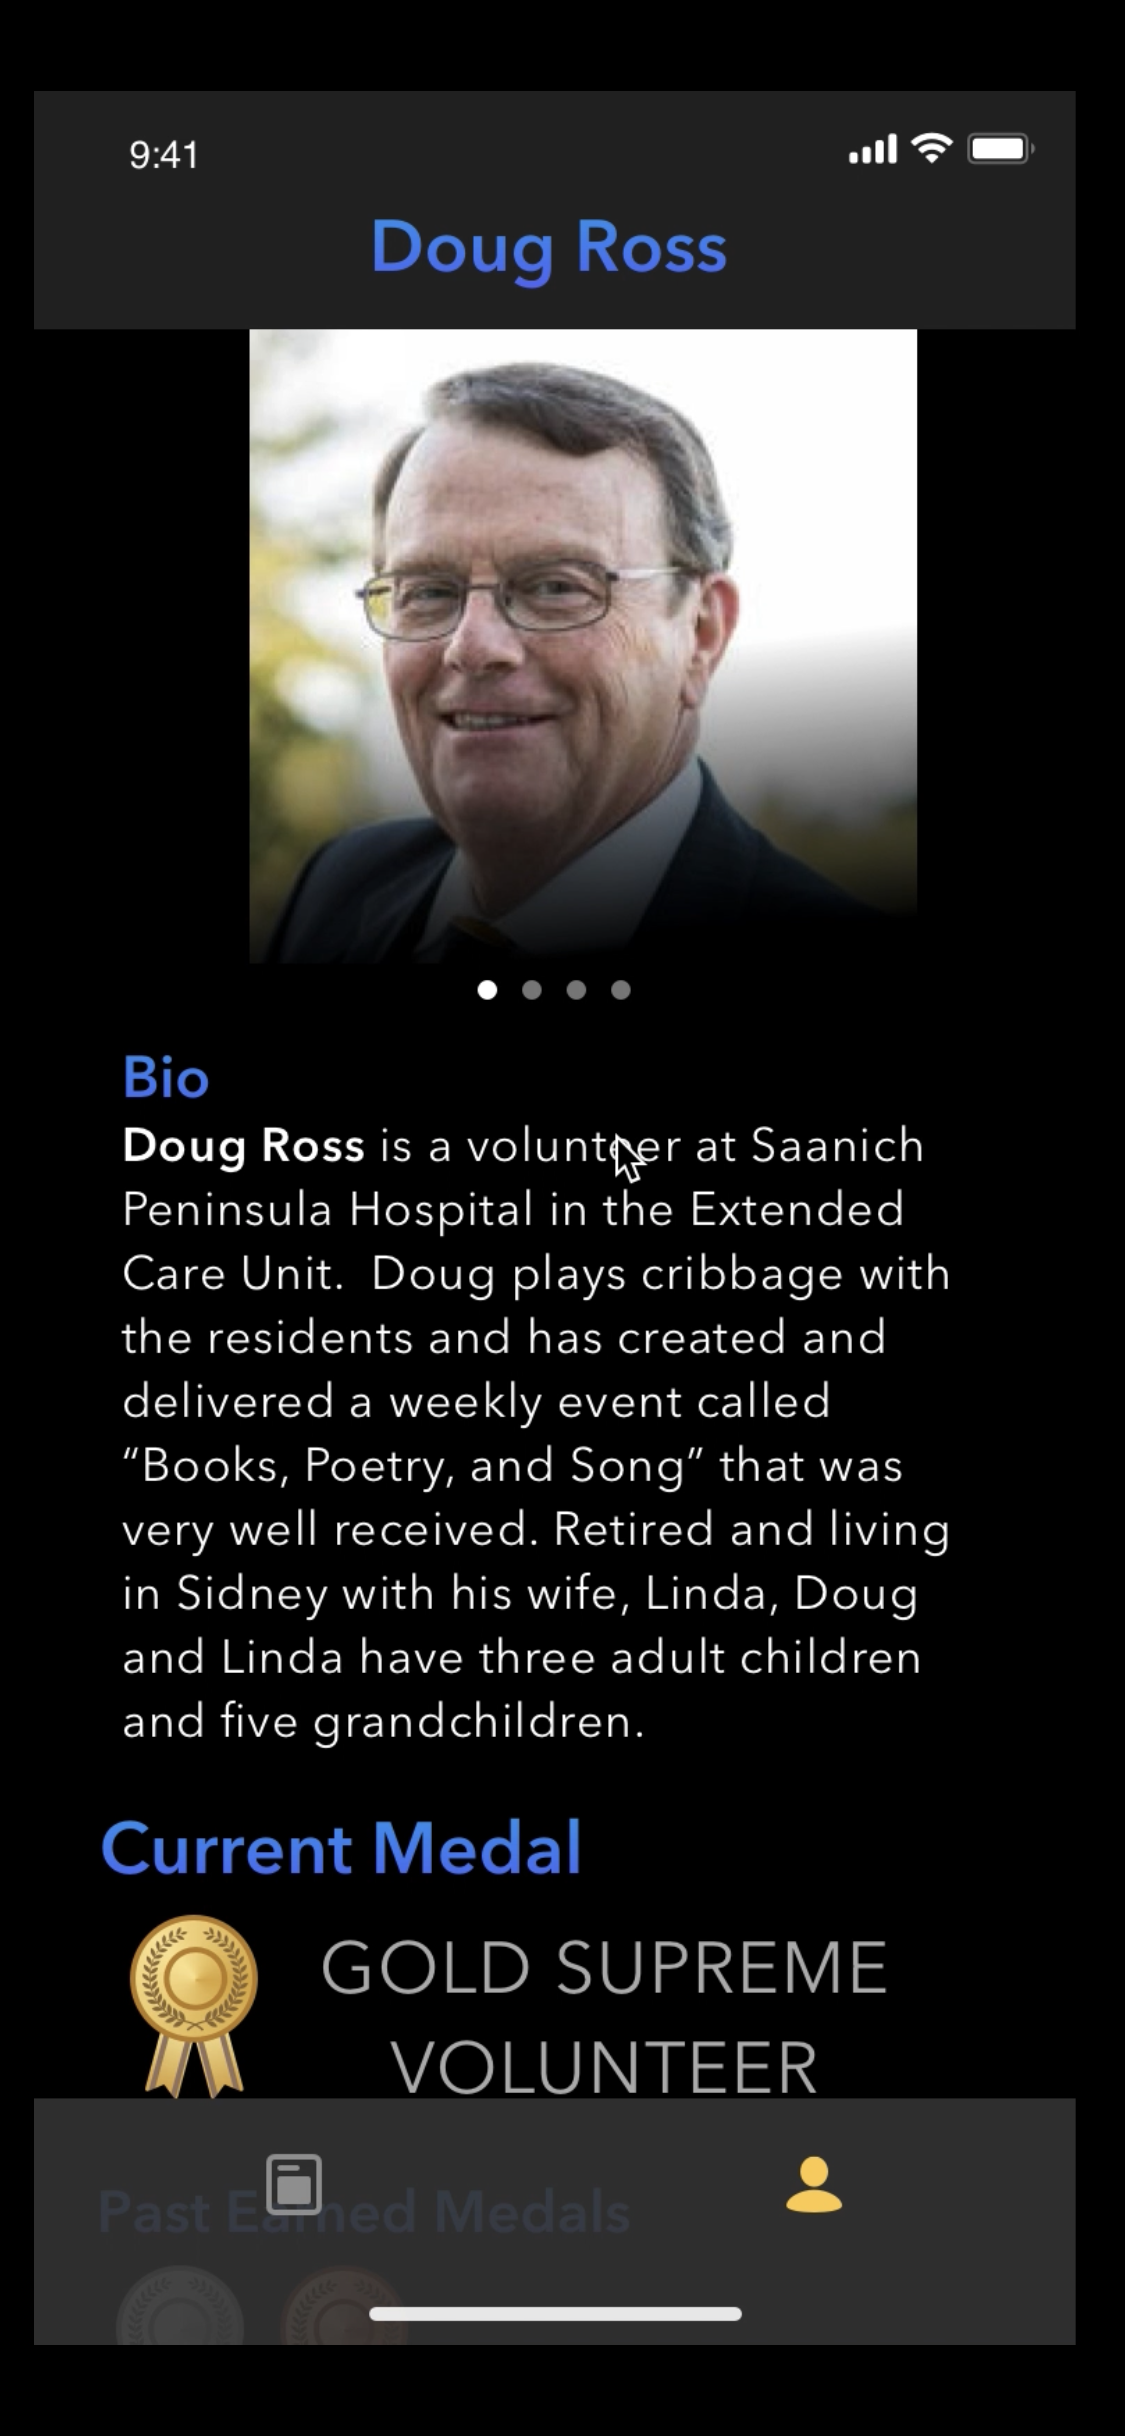 9:41
Doug Ross
Bio
Doug Ross is a volunteer at Saanich
Peninsula Hospital in the Extended
Care Unit.  Doug plays cribbage with
the residents and has created and
delivered a weekly event called
“Books, Poetry, and Song” that was
very well received. Retired and living
in Sidney with his wife, Linda, Doug
and Linda have three adult children
and five grandchildren.
Current Medal
GOLD SUPREME
VOLUNTEER
Past Earned Medals